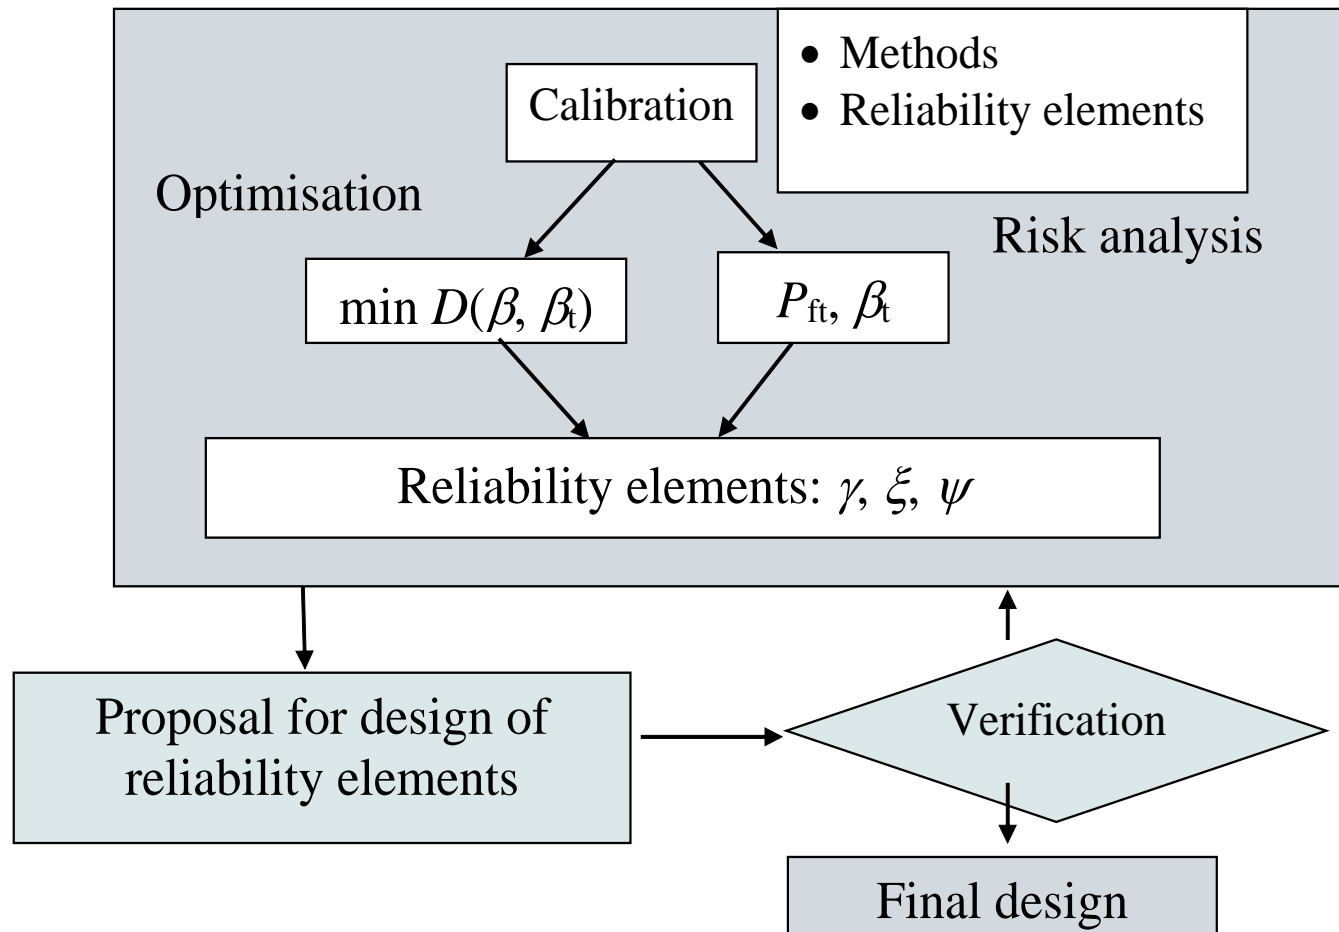 • Methods
• Reliability elements
Calibration
Optimisation
Risk analysis
min D(β, βt)
Pft, βt
Reliability elements: γ, ξ, ψ
Proposal for design of
reliability elements
Verification
Final design